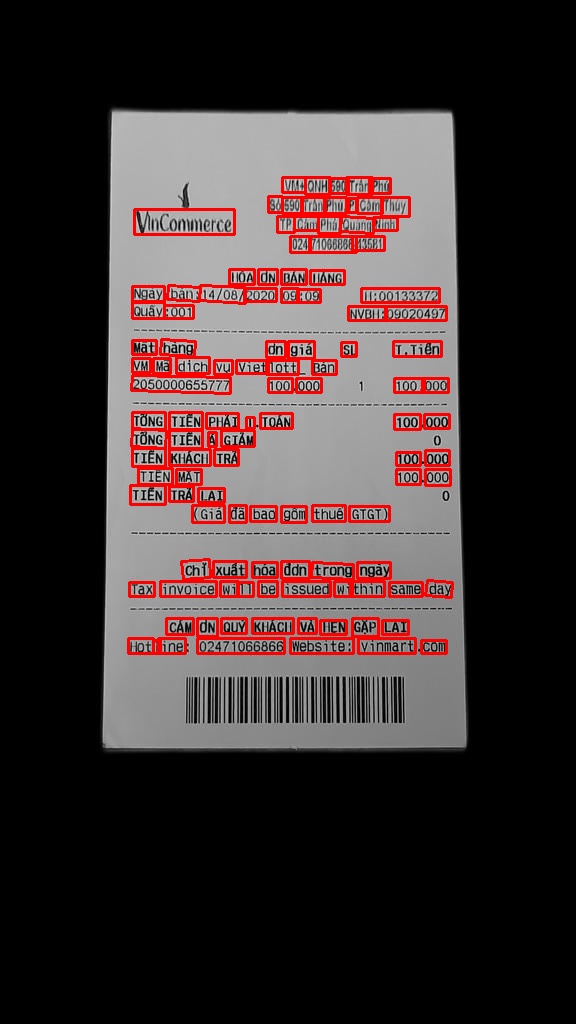 VinCommerce
VM+ QNH 590 Trần Phú
Số 590 Trần Phú, P. Cẩm Thủy
TP. Cẩm Phả, Quảng Ninh
024 71066866 43581
HÓA ĐƠN BÁN HÀNG
Ngày bán:14/08/2020 09:09 H:00133372
Quầy:001 NVBH:09020497
Mặt hàng Đơn giá SL T.Tiền
VM Mã dịch vụ Vietlott_ Bán
2050000655777 100.000 1 100.000
TỔNG TIỀN PHẢI T.TOÁN 100.000
TỔNG TIỀN ĐÃ GIẢM 0
TIỀN KHÁCH TRẢ 100.000
TIỀN MẶT 100.000
TIỀN TRẢ LẠI 0
(Giá đã bao gồm thuế GTGT)
Chỉ xuất hóa đơn trong ngày
Tax invoice will be issued within same day
CẢM ƠN QUÝ KHÁCH VÀ HẸN GẶP LẠI
Hotline: 02471066866 Website: vinmart.com